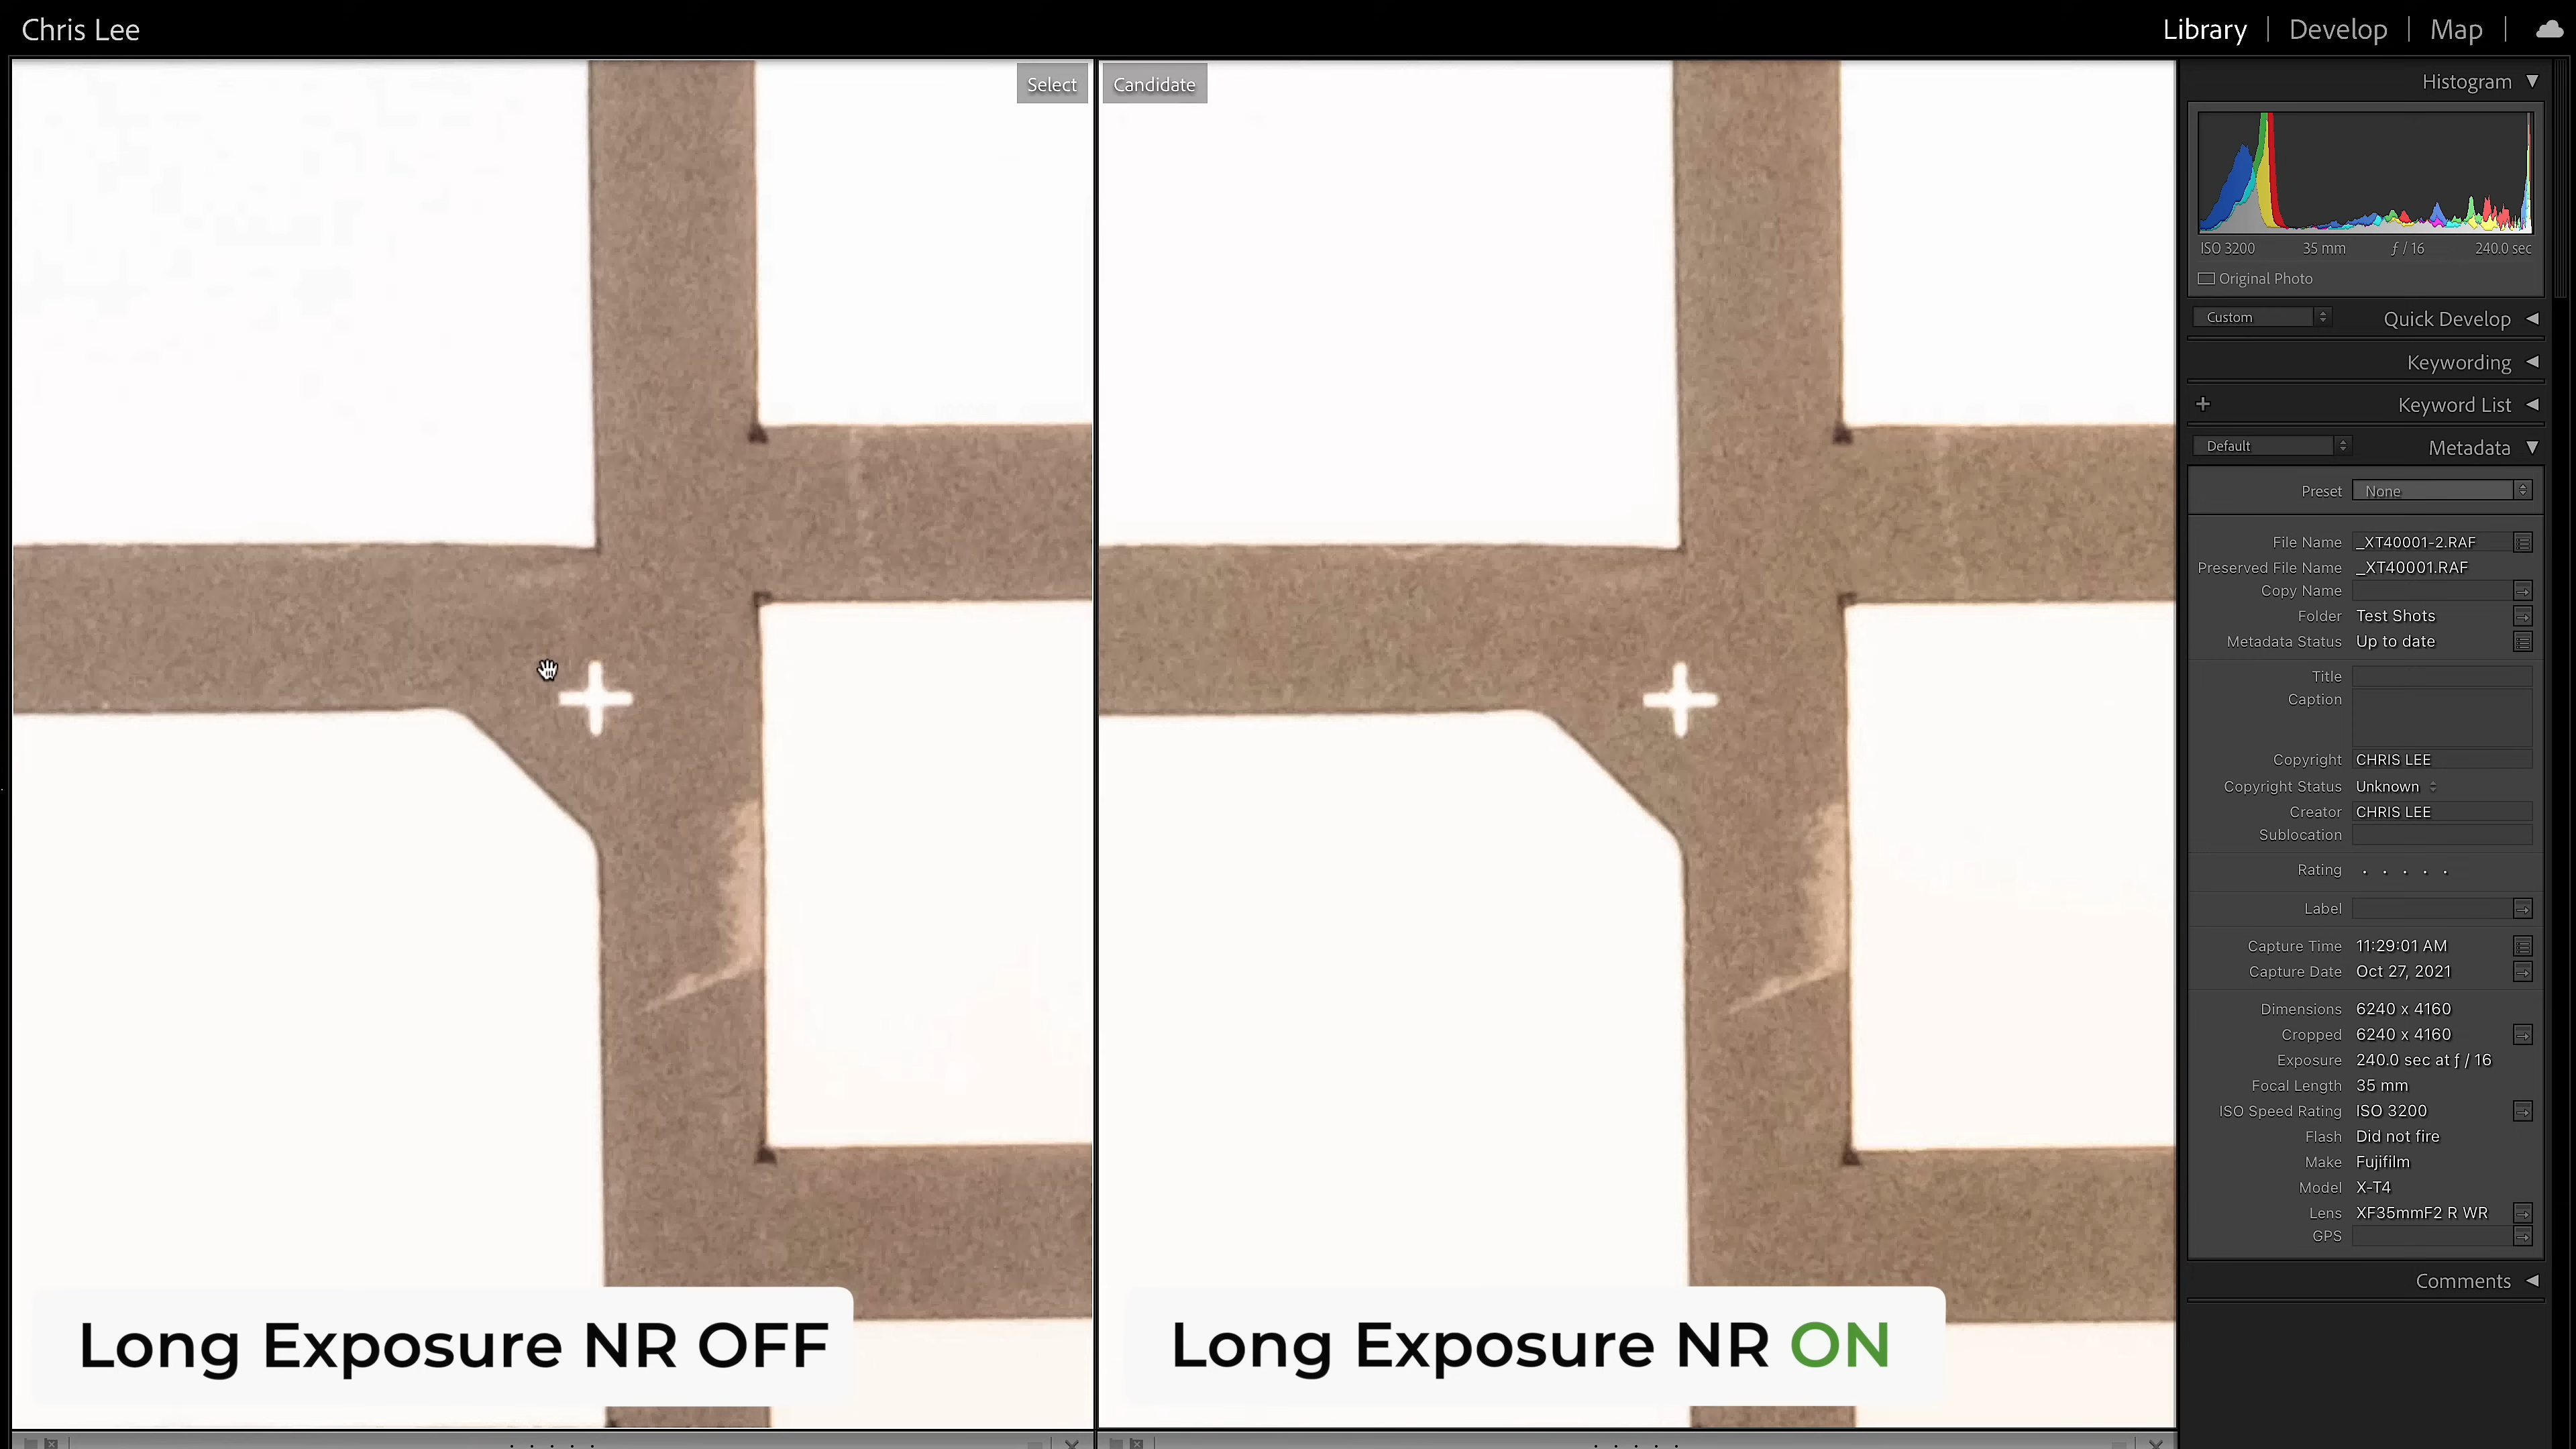 Chris Lee
Library | Develop | Map |
Select
Candidate
Histogram
ISO 3200 35 mm ƒ / 16 240.0 sec
Original Photo
Custom Quick Develop
Keywording
+ Keyword List
Default Metadata
Preset None
File Name _XT40001-2.RAF
Preserved File Name _XT40001.RAF
Copy Name
Folder Test Shots
Metadata Status Up to date
Title
Caption
Copyright CHRIS LEE
Copyright Status Unknown
Creator CHRIS LEE
Sublocation
Rating . . . . .
Label
Capture Time 11:29:01 AM
Capture Date Oct 27, 2021
Dimensions 6240 x 4160
Cropped 6240 x 4160
Exposure 240.0 sec at ƒ / 16
Focal Length 35 mm
ISO Speed Rating ISO 3200
Flash Did not fire
Make Fujifilm
Model X-T4
Lens XF35mmF2 R WR
GPS
Comments
Long Exposure NR OFF
Long Exposure NR ON